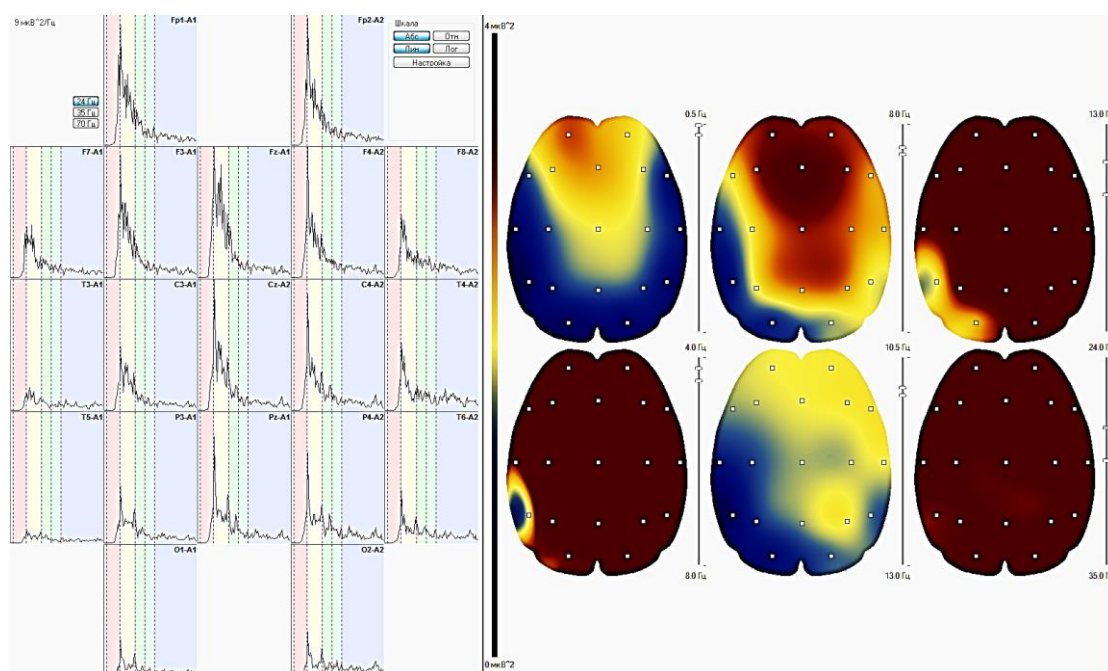 9 мкВ^2/Гц
Fp1-A1
Fp2-A2
Шкала
Абс
Отн
Лин
Лог
Настройка
24 Гц
35 Гц
70 Гц
F7-A1
F3-A1
Fz-A1
F4-A2
F8-A2
T3-A1
C3-A1
Cz-A2
C4-A2
T4-A2
T5-A1
P3-A1
Pz-A1
P4-A2
T6-A2
O1-A1
O2-A2
4 мкВ^2
0 мкВ^2
0.5 Гц
8.0 Гц
13.0 Г
4.0 Гц
10.5 Гц
24.0 Г
8.0 Гц
13.0 Гц
35.0 Г